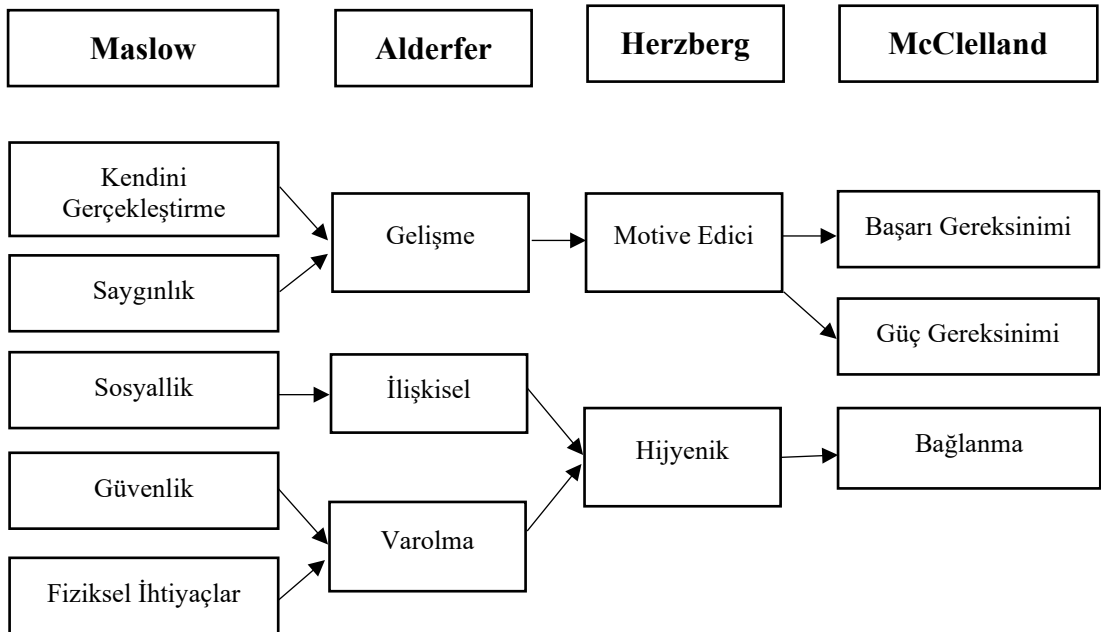 Maslow
Alderfer
Herzberg
McClelland
Kendini
Gerçekleştirme
Saygınlık
Sosyallik
Güvenlik
Fiziksel İhtiyaçlar
Gelişme
İlişkisel
Varolma
Motive Edici
Hijyenik
Başarı Gereksinimi
Güç Gereksinimi
Bağlanma